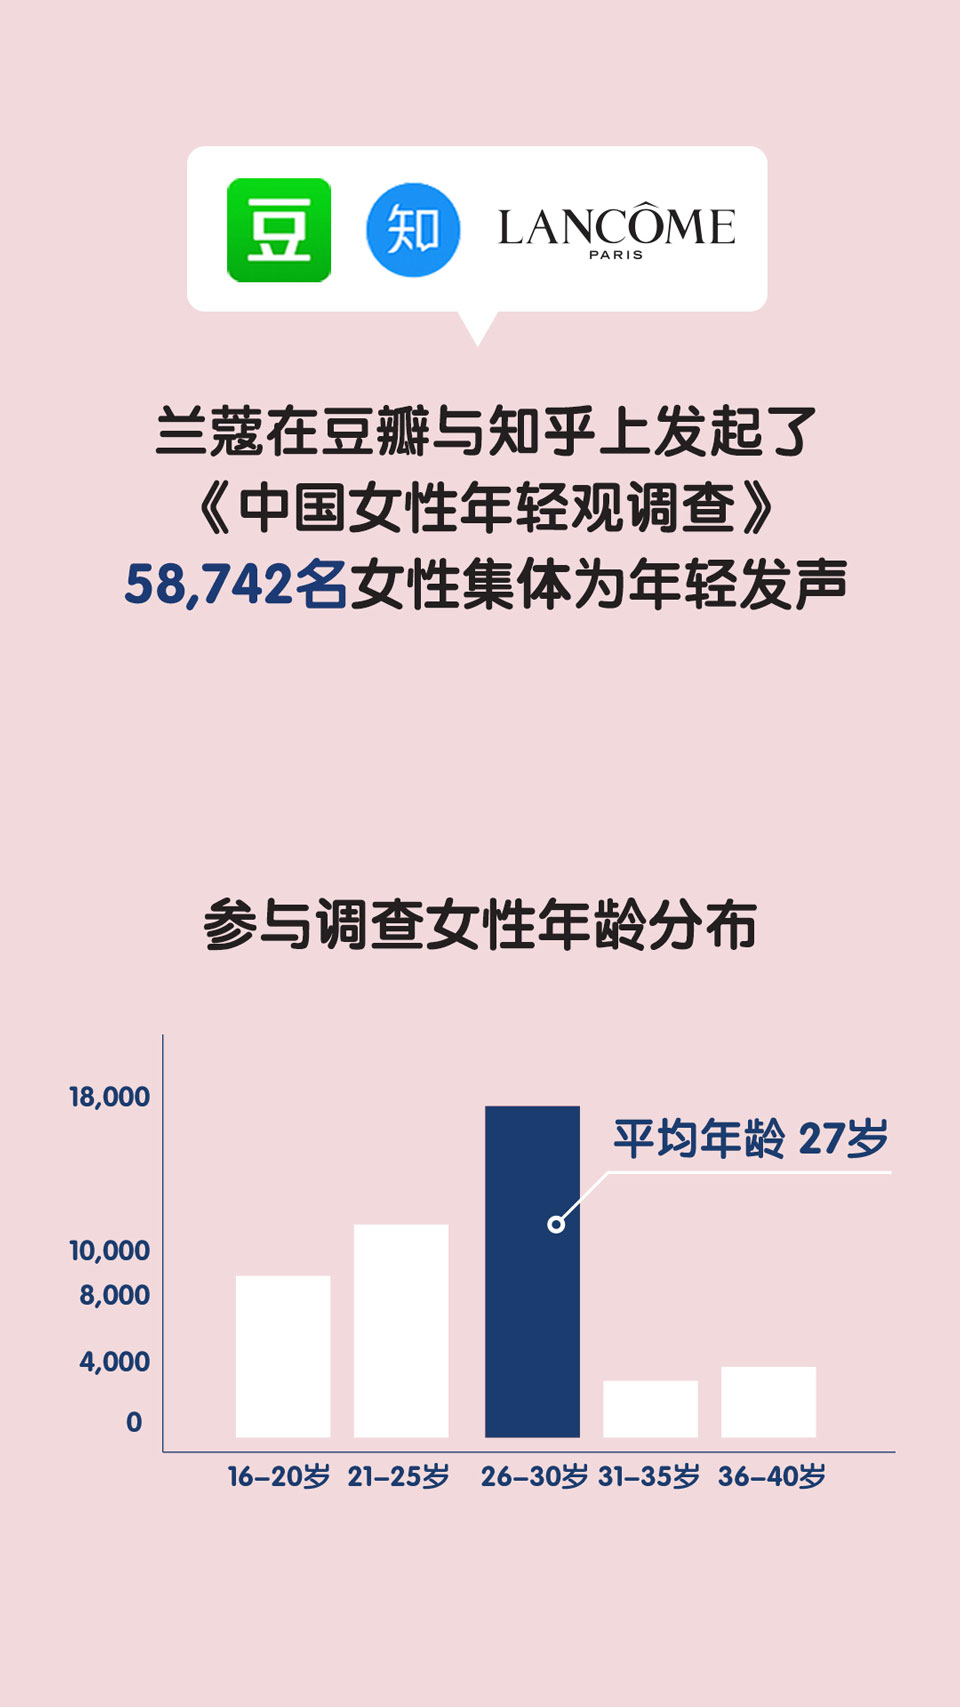 豆
知
LANCÔME
PARIS
兰蔻在豆瓣与知乎上发起了
《中国女性年轻观调查》
58,742名女性集体为年轻发声
参与调查女性年龄分布
18,000
平均年龄 27岁
10,000
8,000
4,000
0
16–20岁 21–25岁 26–30岁 31–35岁 36–40岁